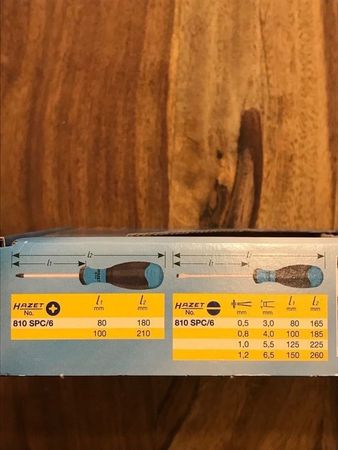 l2
l1
HAZET No. l1 mm l2 mm
810 SPC/6 80 180
100 210
l2
l1
HAZET No. l1 mm l2 mm
810 SPC/6 0,5 3,0 80 165
0,8 4,0 100 185
1,0 5,5 125 225
1,2 6,5 150 260